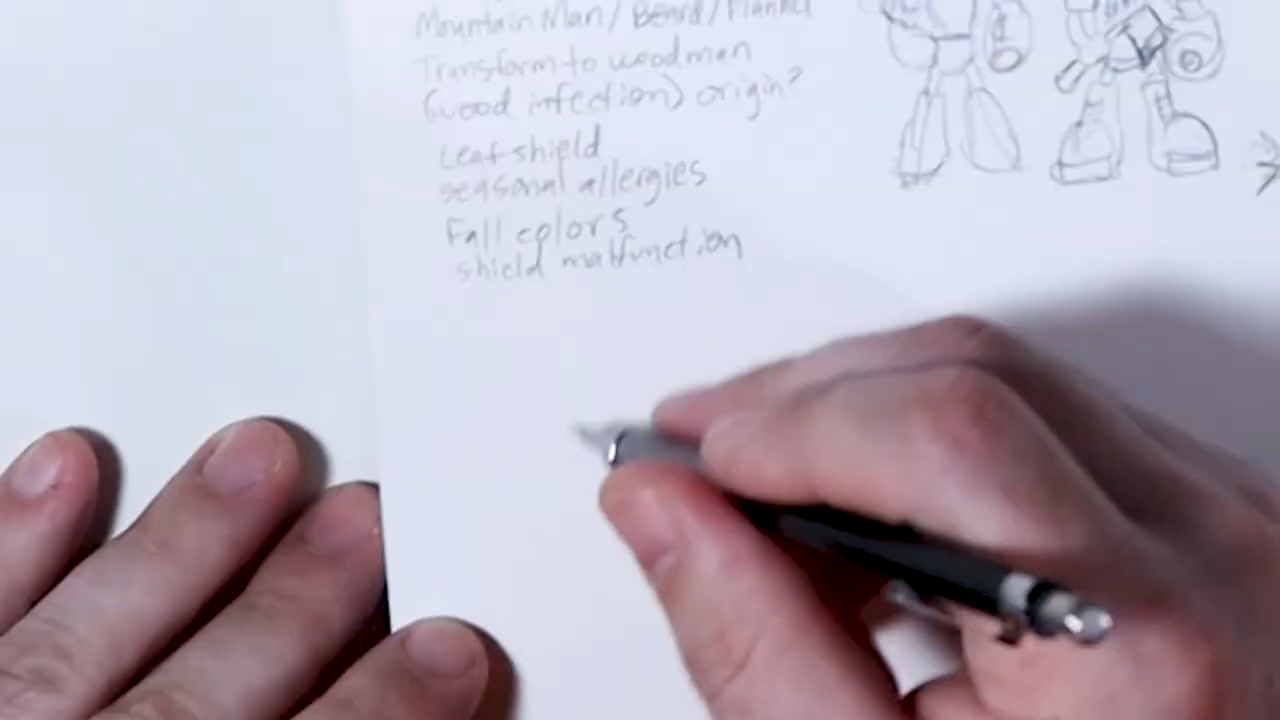 Mountain Man / Beard / Flannel
Transform to woodman
(wood infection) origin?
Leaf shield
seasonal allergies
Fall colors
shield malfunction